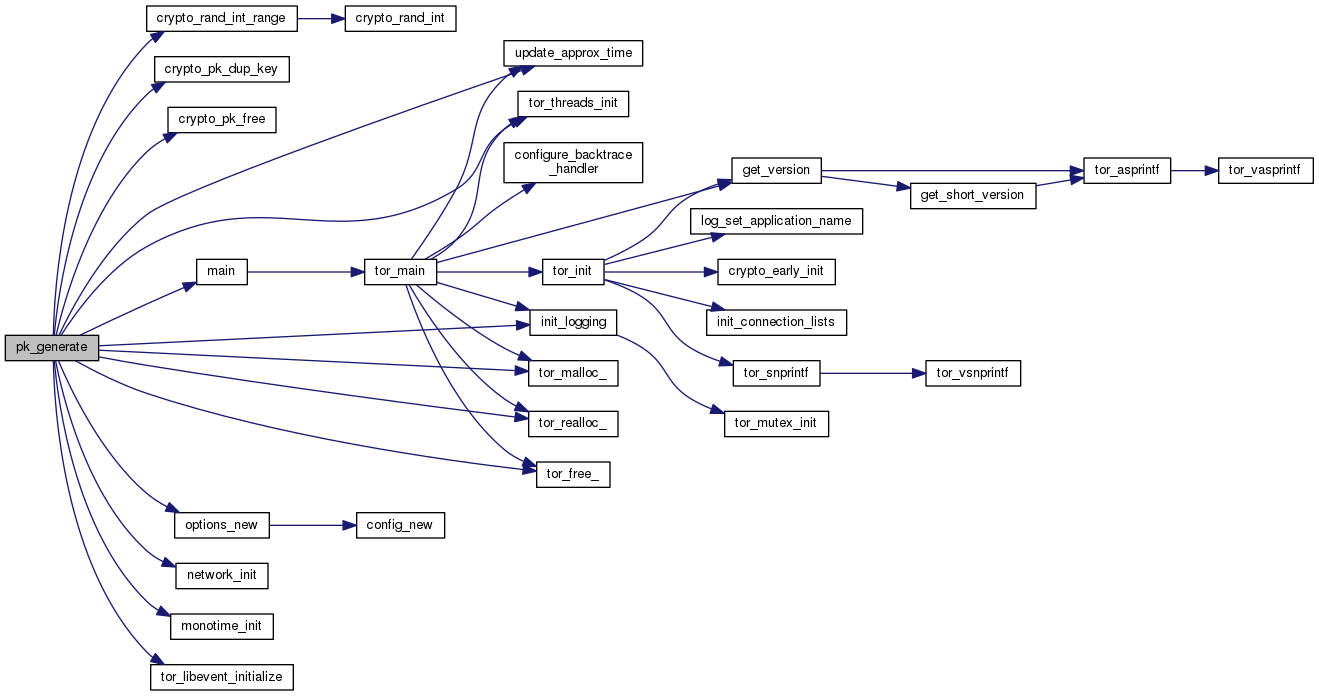 crypto_rand_int_range
crypto_rand_int
update_approx_time
crypto_pk_dup_key
tor_threads_init
crypto_pk_free
configure_backtrace
_handler
get_version
tor_asprintf
tor_vasprintf
get_short_version
log_set_application_name
main
tor_main
tor_init
crypto_early_init
init_logging
init_connection_lists
pk_generate
tor_malloc_
tor_snprintf
tor_vsnprintf
tor_realloc_
tor_mutex_init
tor_free_
options_new
config_new
network_init
monotime_init
tor_libevent_initialize